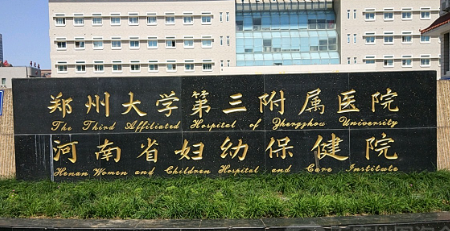 郑州大学第三附属医院
The Third Affiliated Hospital of Zhengzhou University
河南省妇幼保健院
Henan Women and Children Hospital and Care Institute